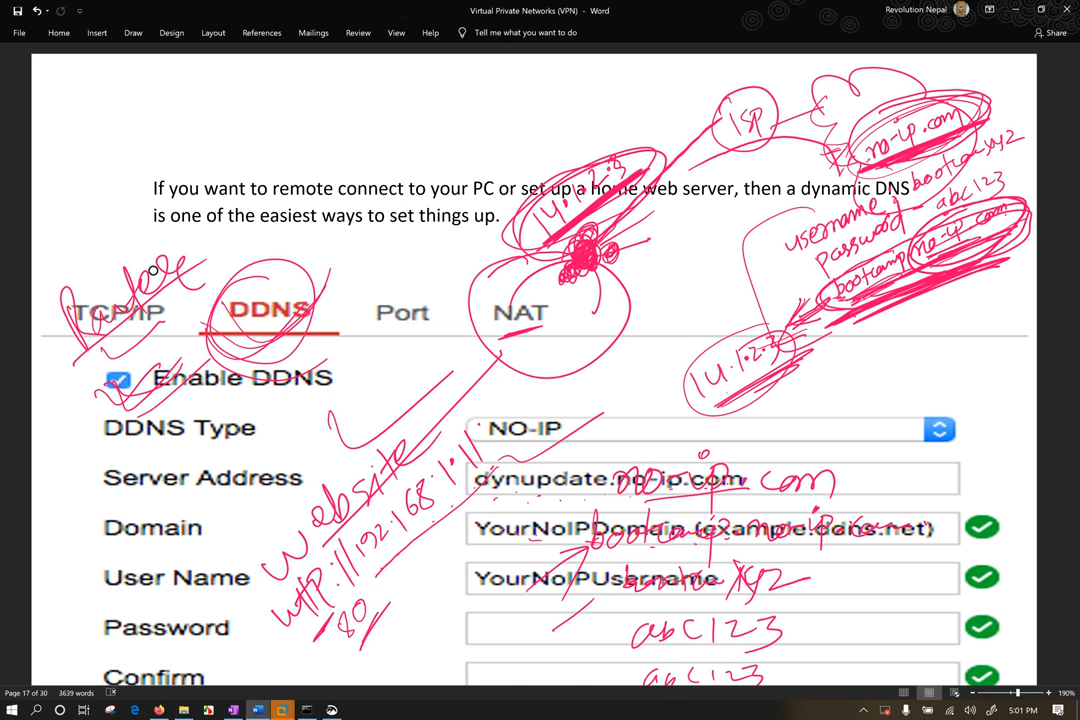 Virtual Private Networks (VPN) - Word
Revolution Nepal
File Home Insert Draw Design Layout References Mailings Review View Help Tell me what you want to do Share
ISP
no-ip.com
14.1.2.3
If you want to remote connect to your PC or set up a home web server, then a dynamic DNS
is one of the easiest ways to set things up.
username: bootcamxyz
password abc123
bootcamp.no-ip.com
14.1.2.3
TCP/IP DDNS Port NAT
Enable DDNS
DDNS Type NO-IP
Server Address dynupdate.no-ip.com
no-ip.com
Website
http://192.168.1.11
80
Domain YourNoIPDomain (example.ddns.net)
bootcamp.no-ip.com
User Name YourNoIPUsername
xyz
Password abc123
Confirm abc123
Page 17 of 30 3639 words 190%
5:01 PM